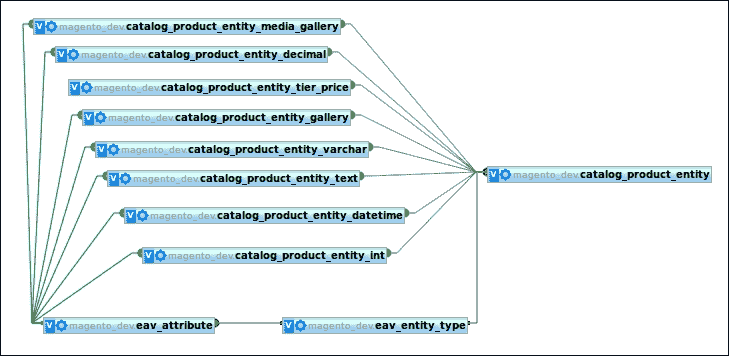 V magento_dev.catalog_product_entity_media_gallery
V magento_dev.catalog_product_entity_decimal
V magento_dev.catalog_product_entity_tier_price
V magento_dev.catalog_product_entity_gallery
V magento_dev.catalog_product_entity_varchar
V magento_dev.catalog_product_entity_text
V magento_dev.catalog_product_entity
V magento_dev.catalog_product_entity_datetime
V magento_dev.catalog_product_entity_int
V magento_dev.eav_attribute
V magento_dev.eav_entity_type